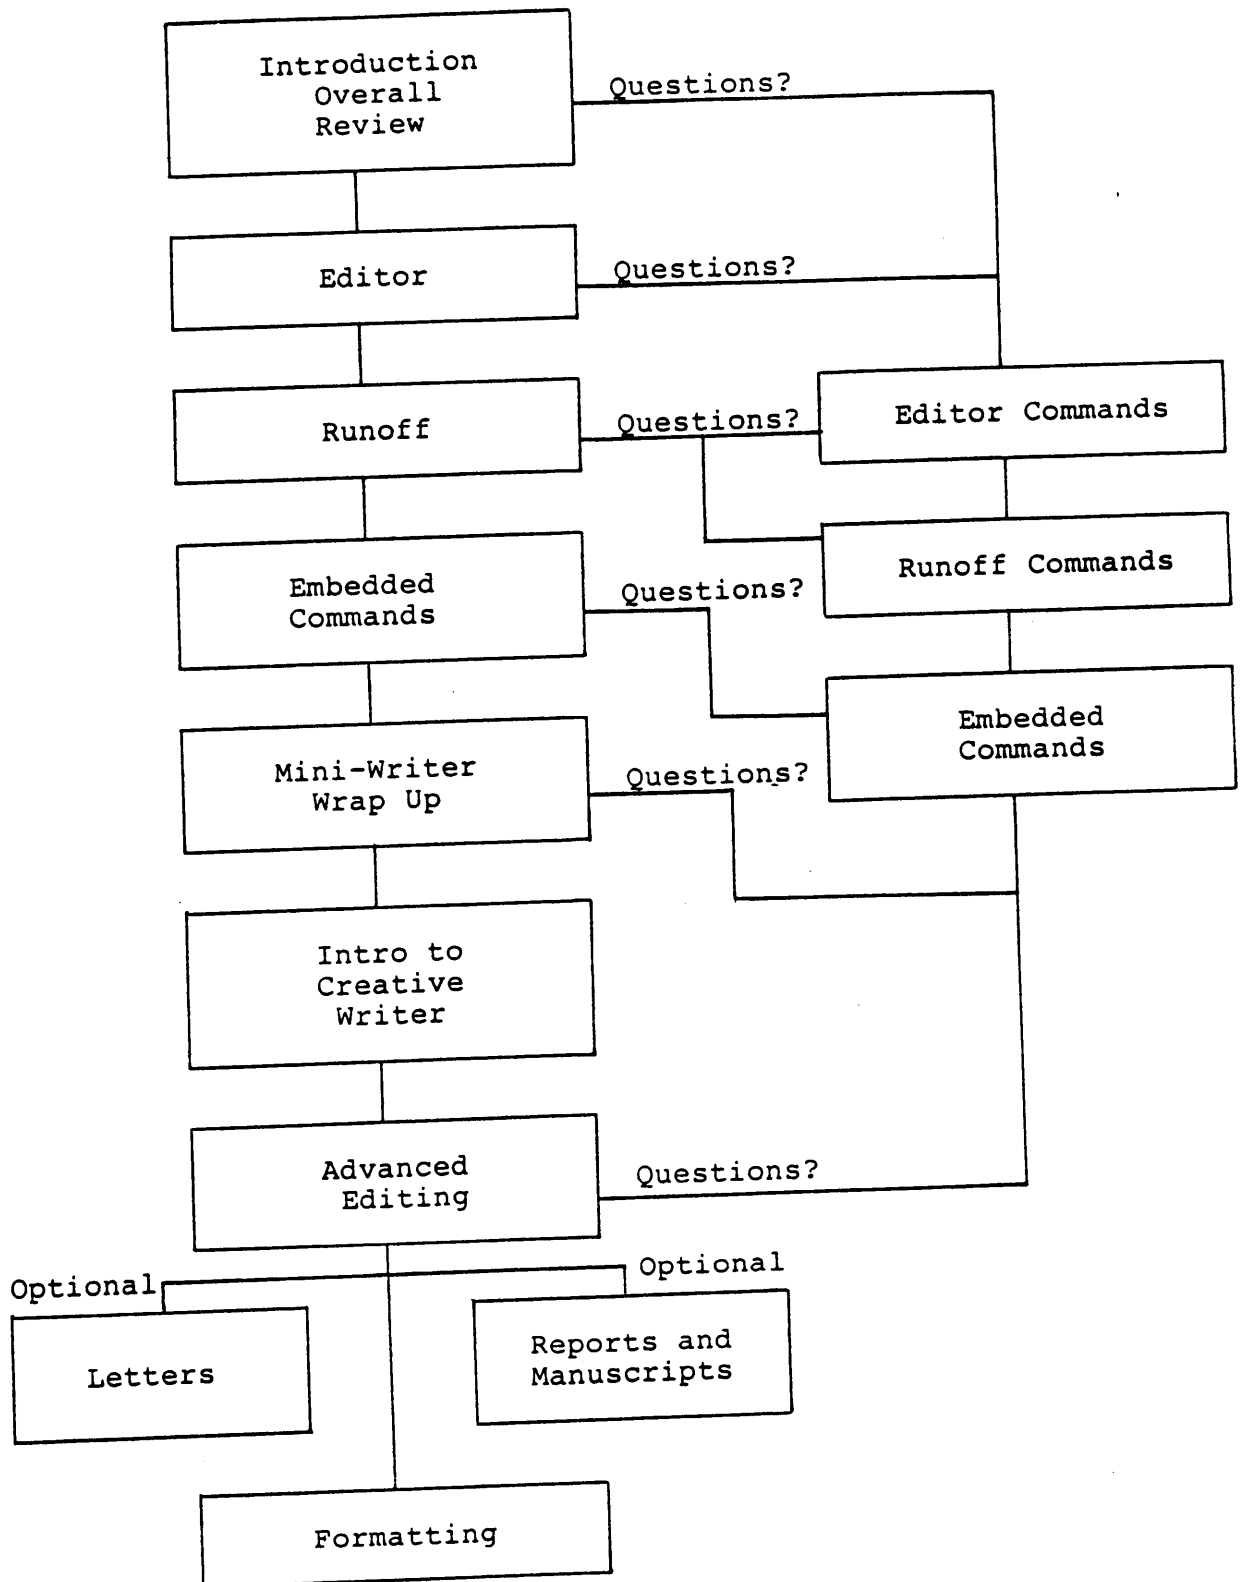 Introduction
Overall
Review
Questions?
Editor
Questions?
Runoff
Questions?
Editor Commands
Runoff Commands
Embedded
Commands
Questions?
Embedded
Commands
Mini-Writer
Wrap Up
Questions?
Intro to
Creative
Writer
Advanced
Editing
Questions?
Optional
Optional
Letters
Reports and
Manuscripts
Formatting